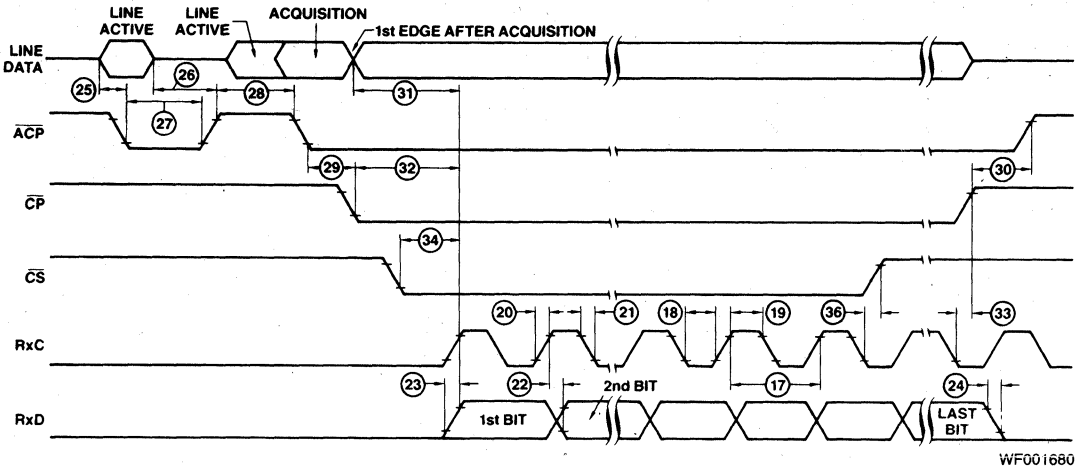 LINE ACTIVE
LINE ACTIVE
ACQUISITION
1st EDGE AFTER ACQUISITION
LINE DATA
25
26
27
28
31
ACP
29
32
30
CP
34
CS
20
21
18
19
36
33
RxC
23
22
2nd BIT
17
24
RxD
1st BIT
LAST BIT
WF001680